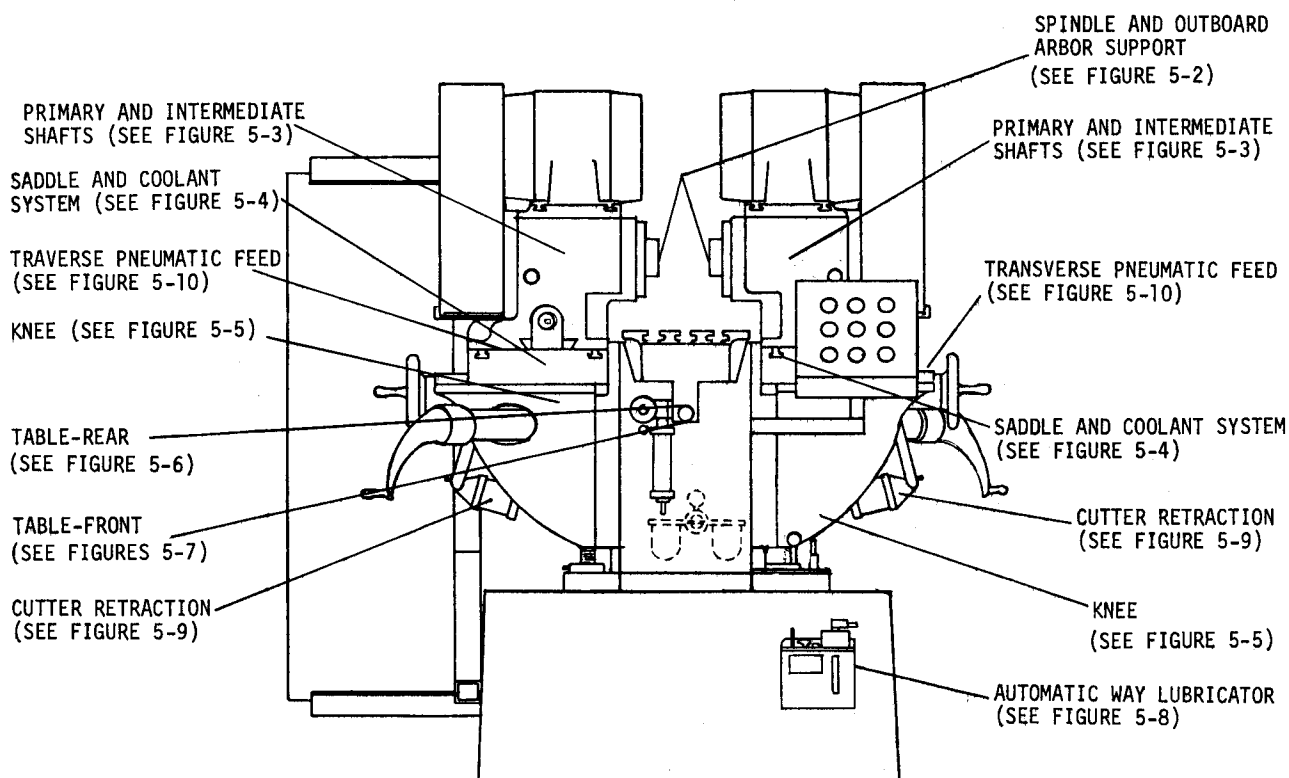 PRIMARY AND INTERMEDIATE
SHAFTS (SEE FIGURE 5-3)
SADDLE AND COOLANT
SYSTEM (SEE FIGURE 5-4)
TRAVERSE PNEUMATIC FEED
(SEE FIGURE 5-10)
KNEE (SEE FIGURE 5-5)
TABLE-REAR
(SEE FIGURE 5-6)
TABLE-FRONT
(SEE FIGURES 5-7)
CUTTER RETRACTION
(SEE FIGURE 5-9)
SPINDLE AND OUTBOARD
ARBOR SUPPORT
(SEE FIGURE 5-2)
PRIMARY AND INTERMEDIATE
SHAFTS (SEE FIGURE 5-3)
TRANSVERSE PNEUMATIC FEED
(SEE FIGURE 5-10)
SADDLE AND COOLANT SYSTEM
(SEE FIGURE 5-4)
CUTTER RETRACTION
(SEE FIGURE 5-9)
KNEE
(SEE FIGURE 5-5)
AUTOMATIC WAY LUBRICATOR
(SEE FIGURE 5-8)